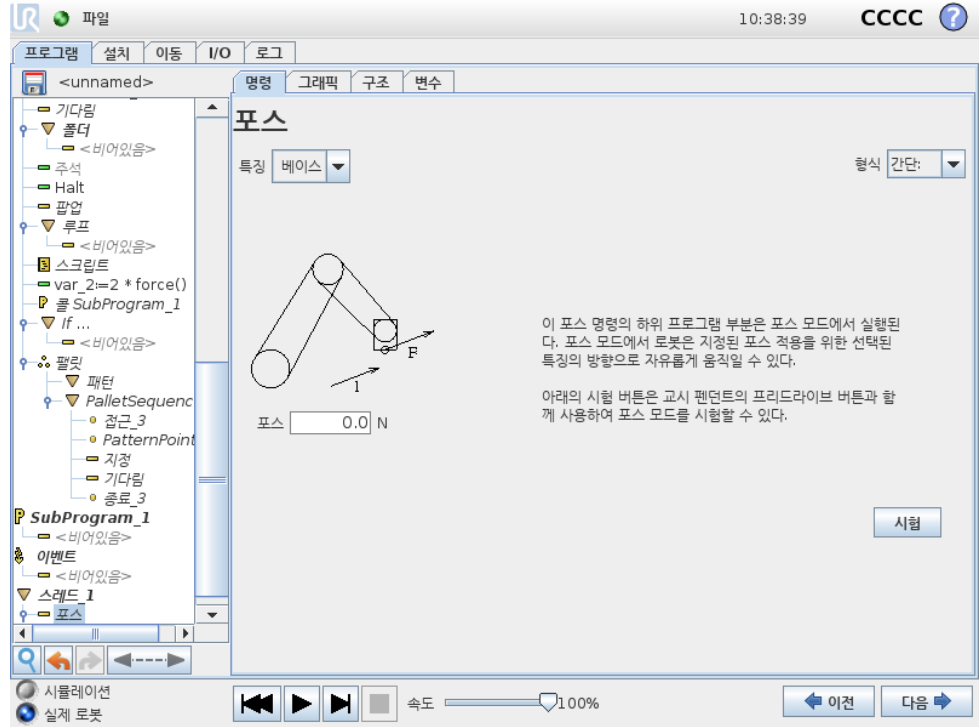 UR
파일
10:38:39
CCCC
?
프로그램 설치 이동 I/O 로그
<unnamed>
명령 그래픽 구조 변수
기다림
폴더
<비어있음>
주석
Halt
팝업
루프
<비어있음>
스크립트
var_2≔2 * force()
P 콜 SubProgram_1
If ...
<비어있음>
팰릿
패턴
PalletSequenc
접근_3
PatternPoint
지정
기다림
종료_3
P SubProgram_1
<비어있음>
이벤트
<비어있음>
스레드_1
포스
포스
특징 베이스
형식 간단:
F
1
포스 0.0 N
이 포스 명령의 하위 프로그램 부분은 포스 모드에서 실행된
다. 포스 모드에서 로봇은 지정된 포스 적용을 위한 선택된
특징의 방향으로 자유롭게 움직일 수 있다.
아래의 시험 버튼은 교시 펜던트의 프리드라이브 버튼과 함
께 사용하여 포스 모드를 시험할 수 있다.
시험
시뮬레이션
실제 로봇
속도 100%
이전 다음